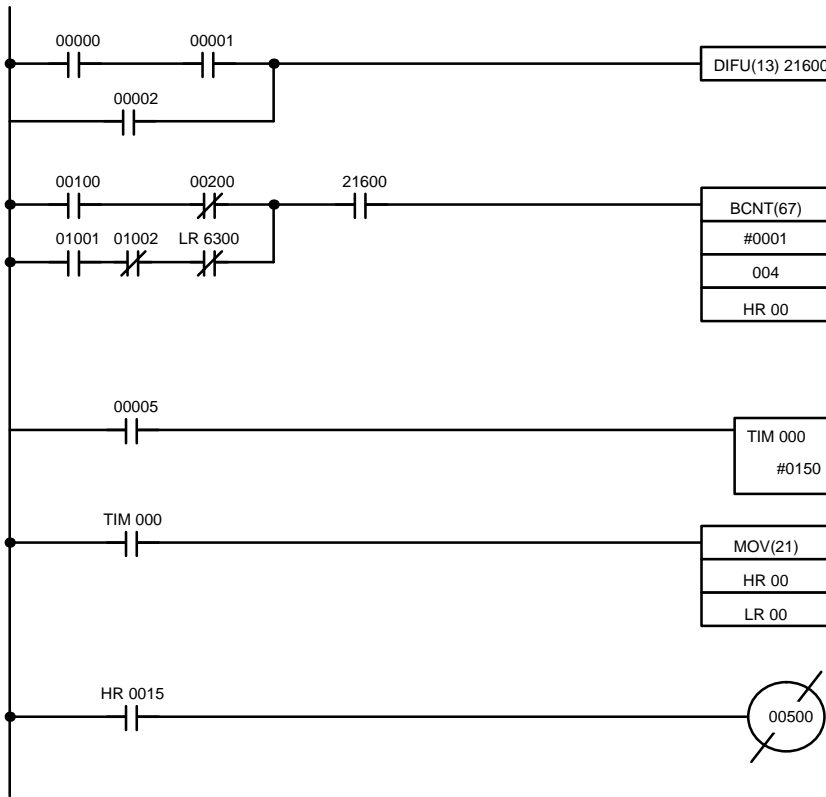 00000 00001
DIFU(13) 21600
00002
00100 00200 21600
BCNT(67)
01001 01002 LR 6300
#0001
004
HR 00
00005
TIM 000
#0150
TIM 000
MOV(21)
HR 00
LR 00
HR 0015
00500